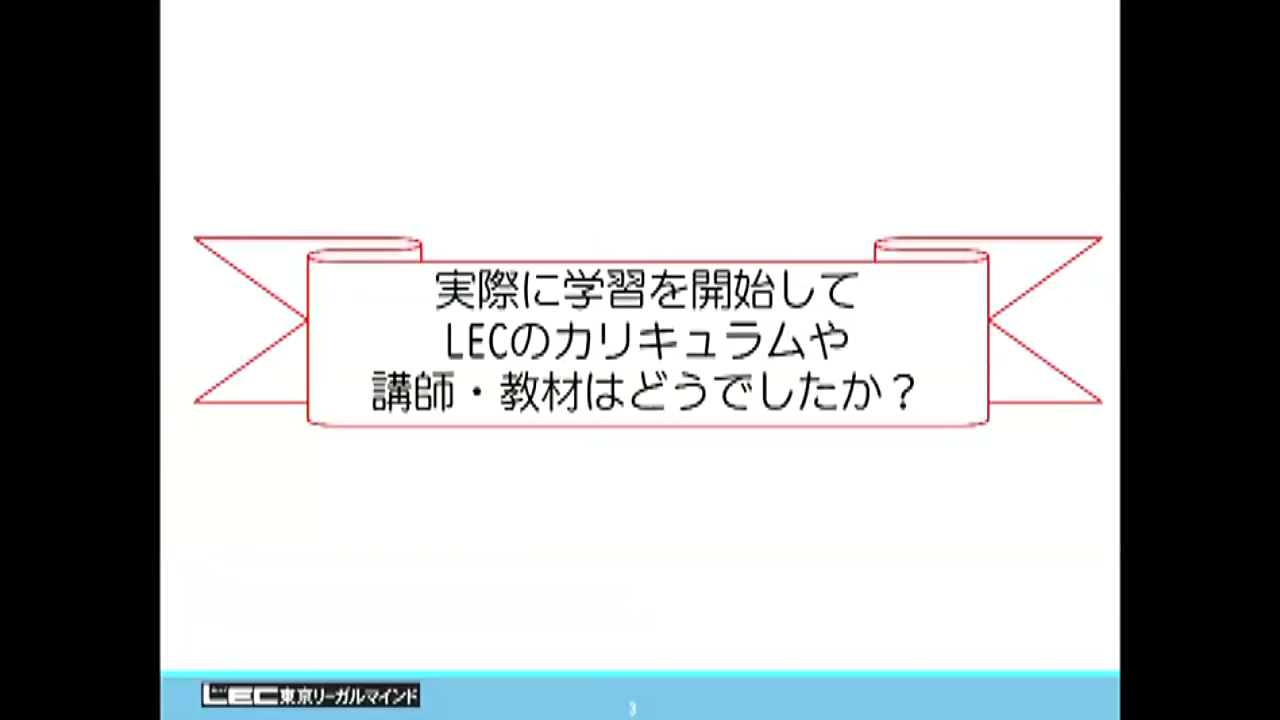 実際に学習を開始して
LECのカリキュラムや
講師・教材はどうでしたか？
LEC東京リーガルマインド
3